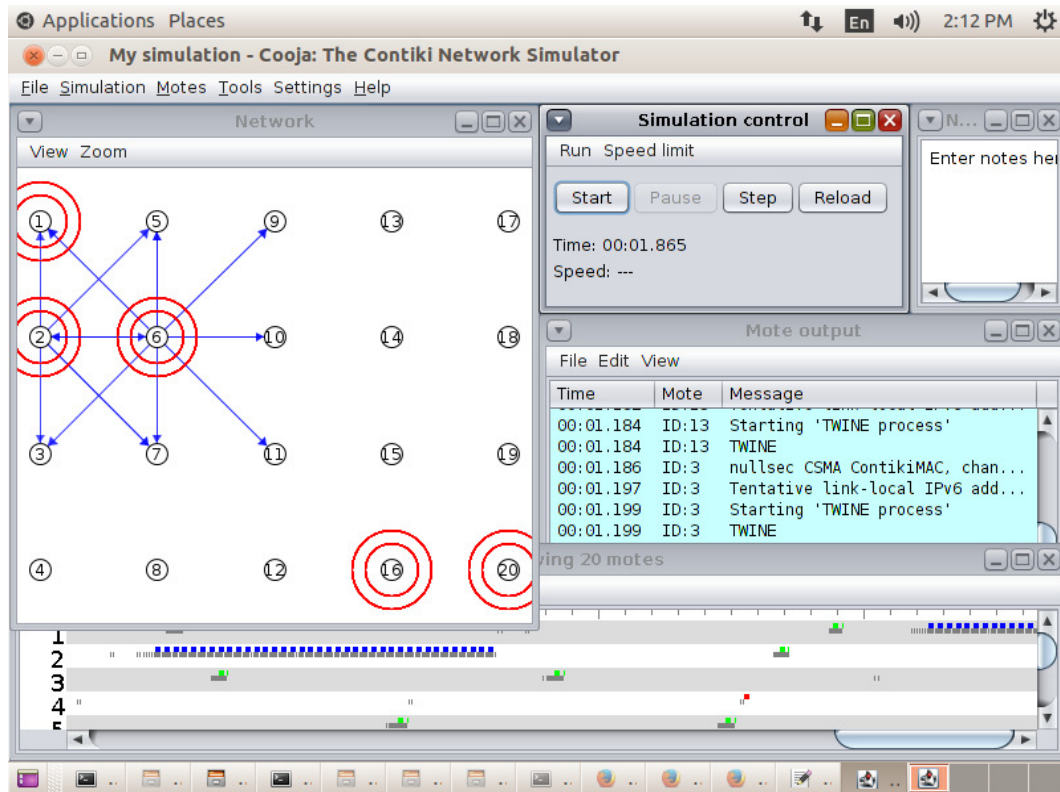 Applications Places En 2:12 PM
My simulation - Cooja: The Contiki Network Simulator
File Simulation Motes Tools Settings Help
Network
View Zoom
1 5 9 13 17
2 6 10 14 18
3 7 11 15 19
4 8 12 16 20
Simulation control
Run Speed limit
Start Pause Step Reload
Time: 00:01.865
Speed: ---
N...
Enter notes her
Mote output
File Edit View
Time Mote Message
00:01.184 ID:13 Starting 'TWINE process'
00:01.184 ID:13 TWINE
00:01.186 ID:3 nullsec CSMA ContikiMAC, chan...
00:01.197 ID:3 Tentative link-local IPv6 add...
00:01.199 ID:3 Starting 'TWINE process'
00:01.199 ID:3 TWINE
ing 20 motes
1
2
3
4
.. .. .. .. .. .. .. .. .. .. .. .. ..